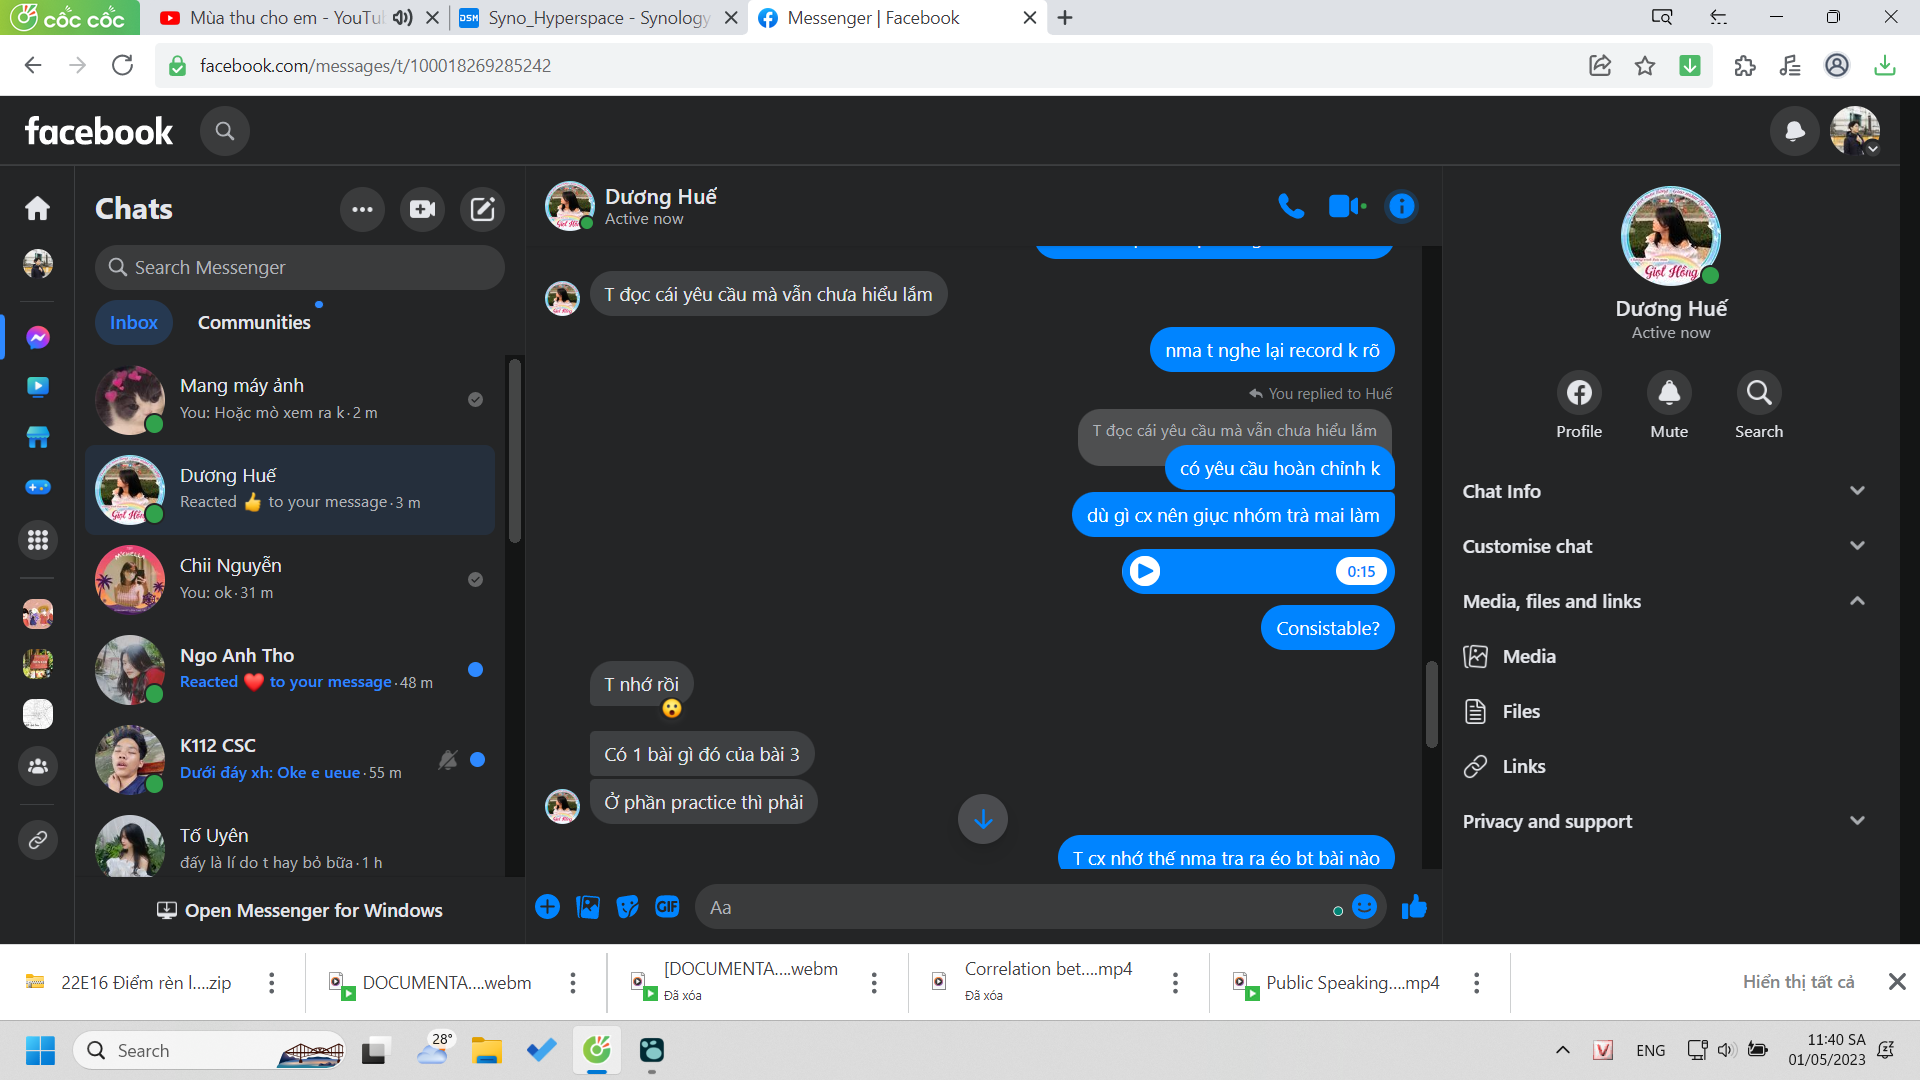 cốc cốc
Mùa thu cho em - YouTu
Syno_Hyperspace - Synology
Messenger | Facebook
facebook.com/messages/t/100018269285242
facebook
Chats
Search Messenger
Inbox
Communities
Mang máy ảnh
You: Hoặc mò xem ra k · 2 m
Dương Huế
Reacted 👍 to your message · 3 m
Chii Nguyễn
You: ok · 31 m
Ngo Anh Tho
Reacted ❤️ to your message · 48 m
K112 CSC
Dưới đáy xh: Oke e ueue · 55 m
Tố Uyên
đấy là lí do t hay bỏ bữa · 1 h
Open Messenger for Windows
Dương Huế
Active now
T đọc cái yêu cầu mà vẫn chưa hiểu lắm
nma t nghe lại record k rõ
You replied to Huế
T đọc cái yêu cầu mà vẫn chưa hiểu lắm
có yêu cầu hoàn chỉnh k
dù gì cx nên giục nhóm trà mai làm
0:15
Consistable?
T nhớ rồi
Có 1 bài gì đó của bài 3
Ở phần practice thì phải
T cx nhớ thế nma tra ra éo bt bài nào
GIF
Aa
Giọt Hồng
Dương Huế
Active now
Profile
Mute
Search
Chat Info
Customise chat
Media, files and links
Media
Files
Links
Privacy and support
22E16 Điểm rèn l....zip
DOCUMENTA....webm
[DOCUMENTA....webm
Đã xóa
Correlation bet....mp4
Đã xóa
Public Speaking....mp4
Hiển thị tất cả
Search
28°
ENG
11:40 SA
01/05/2023